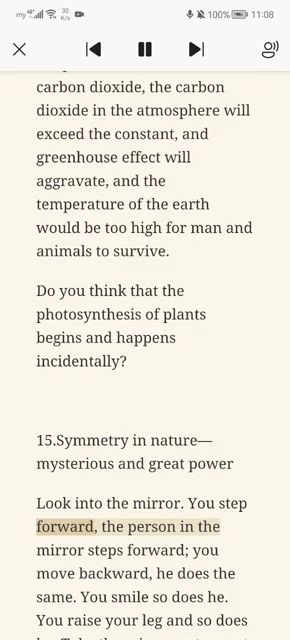 my 30 K/s 100% 11:08
carbon dioxide, the carbon
dioxide in the atmosphere will
exceed the constant, and
greenhouse effect will
aggravate, and the
temperature of the earth
would be too high for man and
animals to survive.
Do you think that the
photosynthesis of plants
begins and happens
incidentally?
15.Symmetry in nature—
mysterious and great power
Look into the mirror. You step
forward, the person in the
mirror steps forward; you
move backward, he does the
same. You smile so does he.
You raise your leg and so does